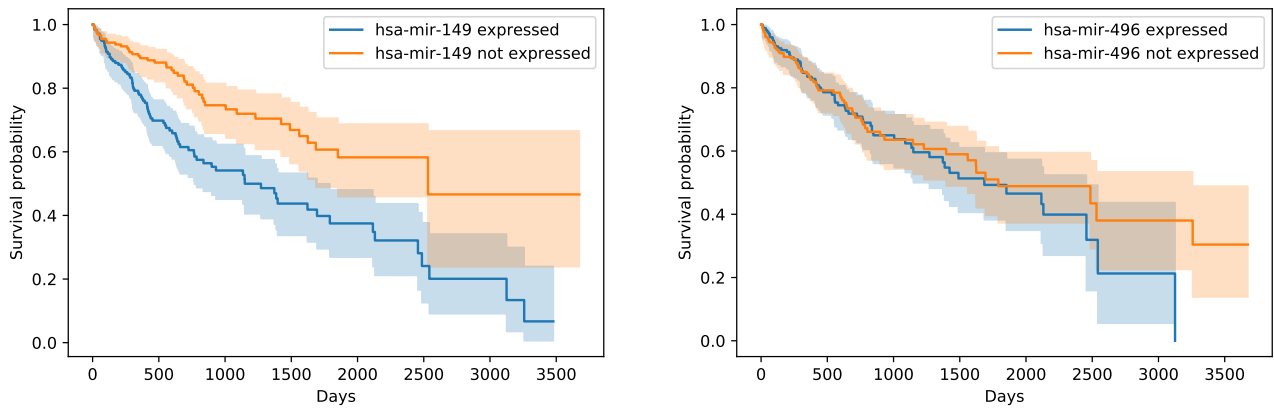 hsa-mir-149 expressed
hsa-mir-149 not expressed
Survival probability
1.0
0.8
0.6
0.4
0.2
0.0
0 500 1000 1500 2000 2500 3000 3500
Days
hsa-mir-496 expressed
hsa-mir-496 not expressed
Survival probability
1.0
0.8
0.6
0.4
0.2
0.0
0 500 1000 1500 2000 2500 3000 3500
Days